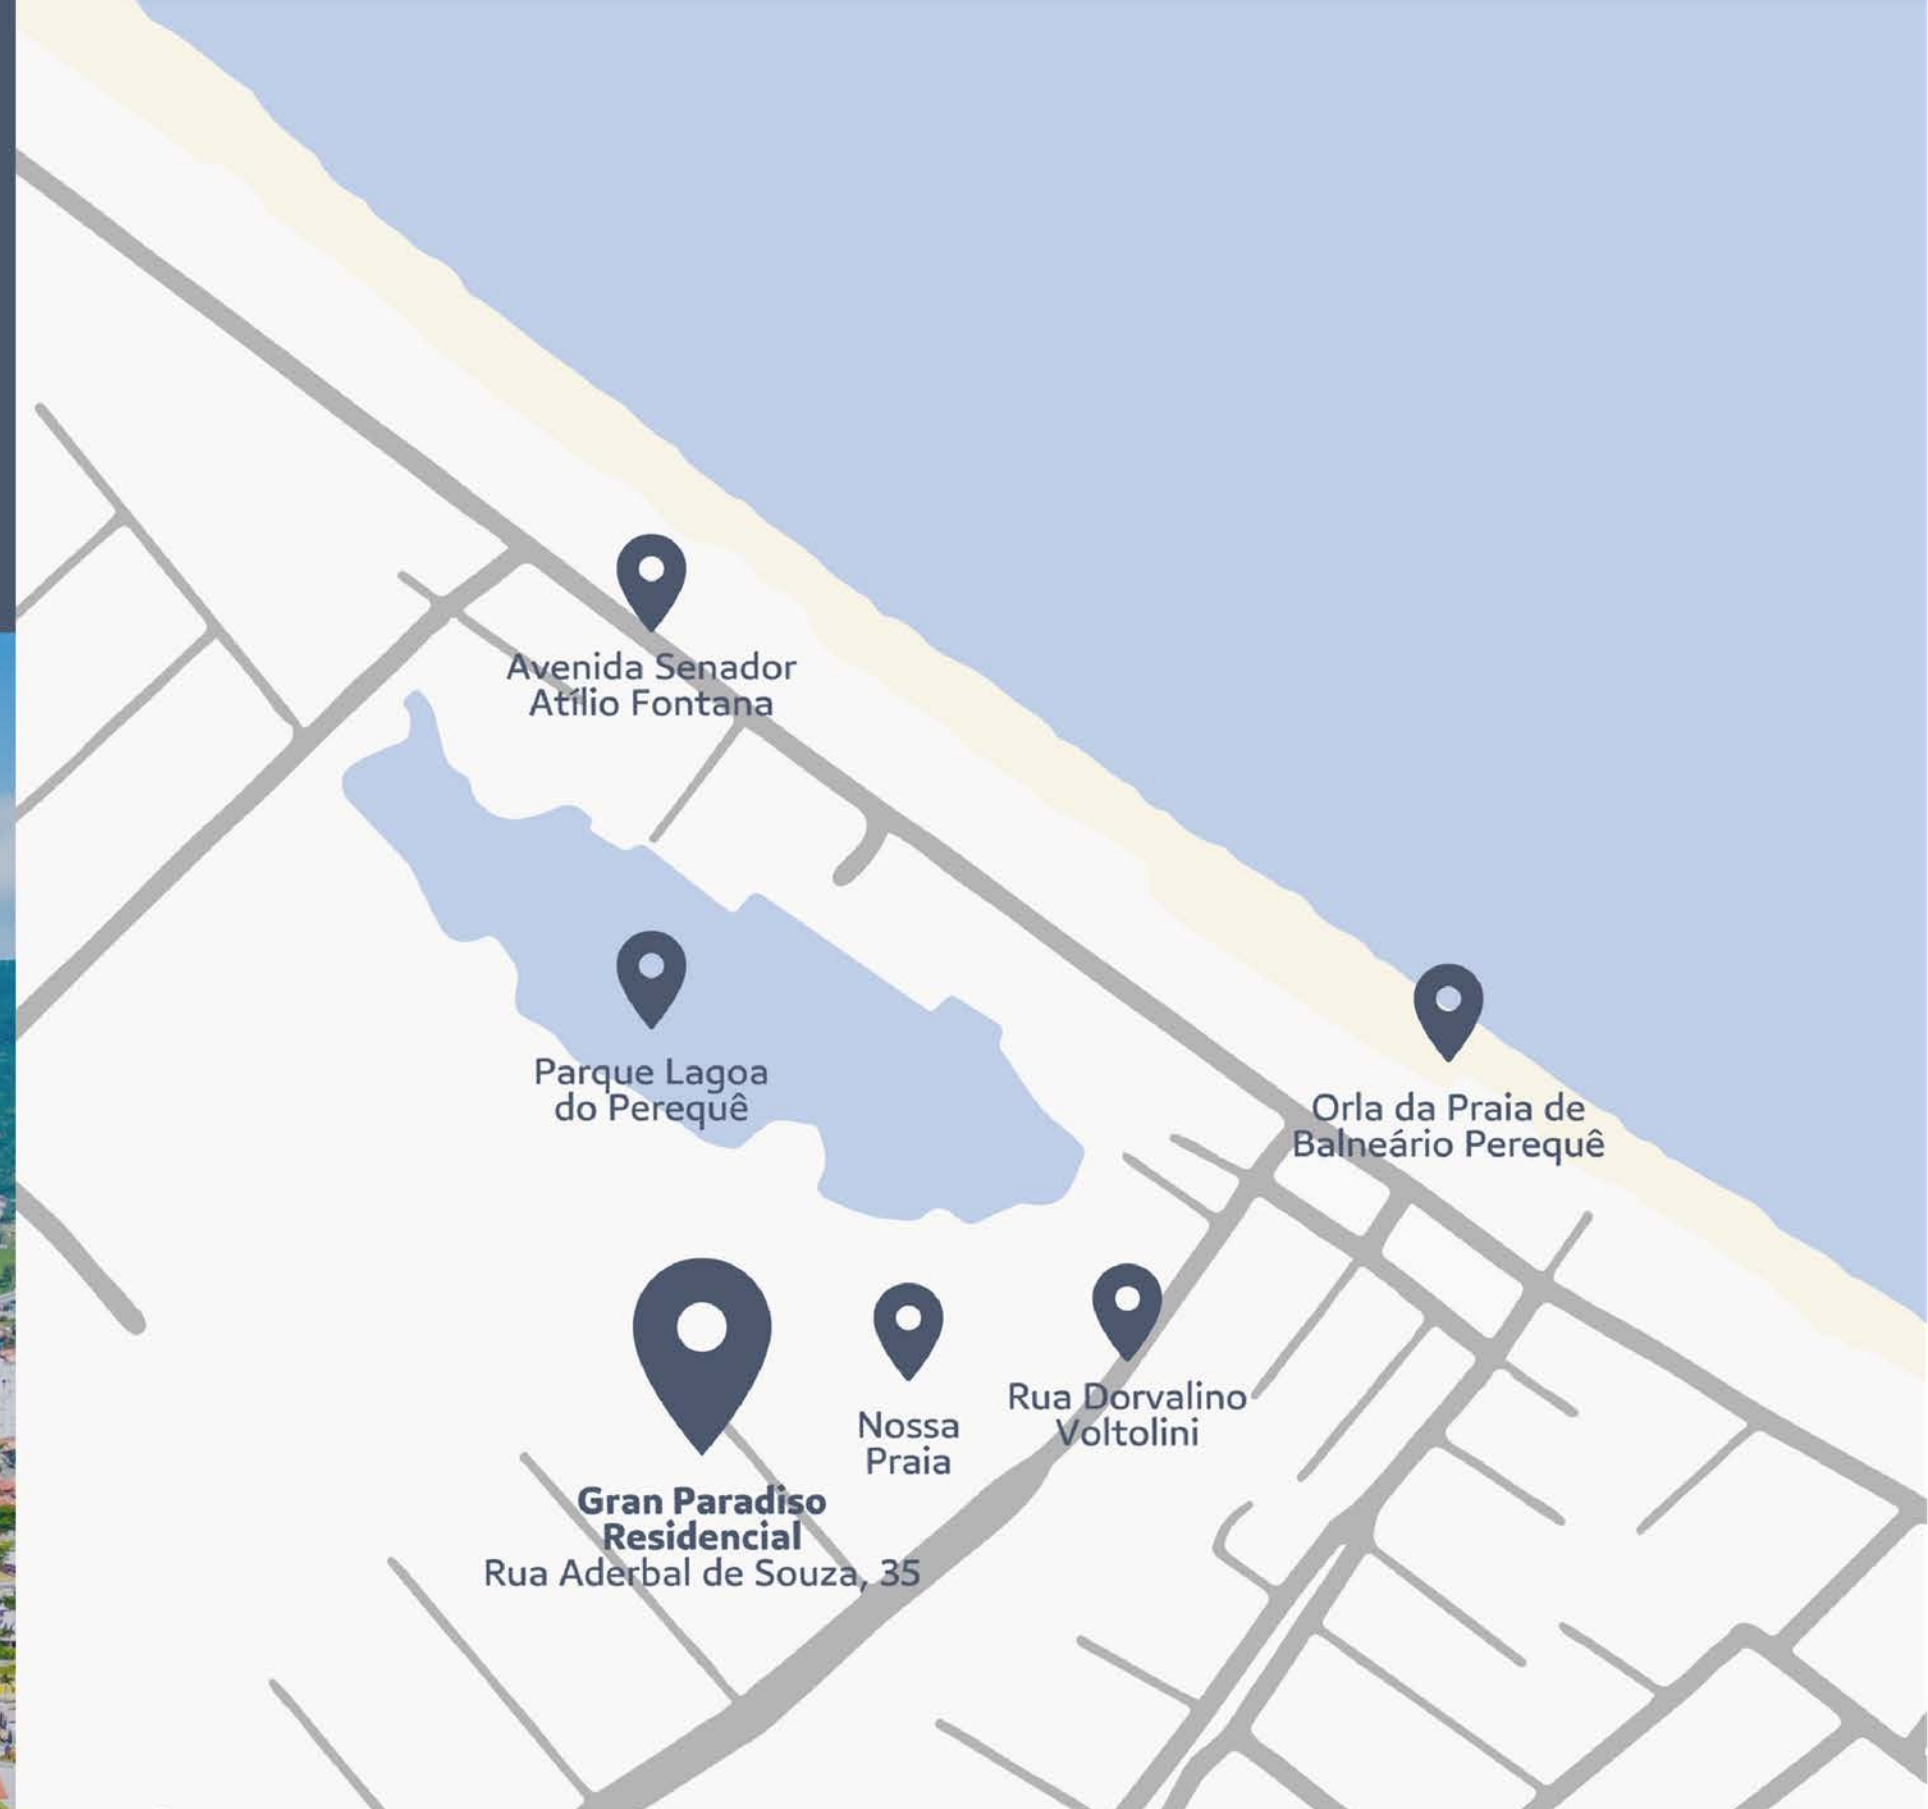 Avenida Senador
Atílio Fontana
Parque Lagoa
do Perequê
Orla da Praia de
Balneário Perequê
Rua Dorvalino
Voltolini
Nossa
Praia
Gran Paradiso
Residencial
Rua Aderbal de Souza, 35